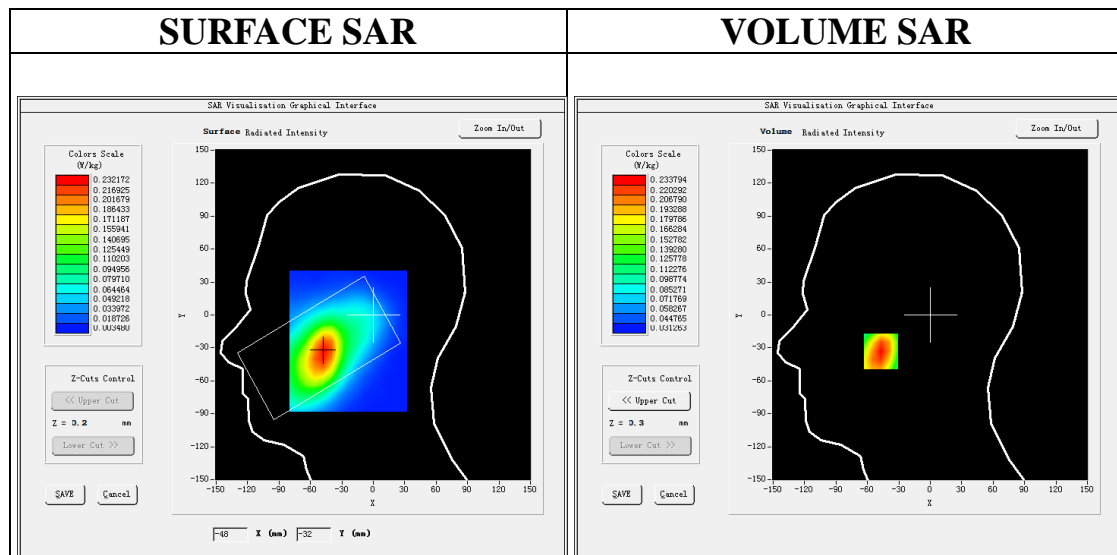 SURFACE SAR
VOLUME SAR
SAR Visualisation Graphical Interface
Surface Radiated Intensity
Zoom In/Out
Colors Scale
(W/kg)
0.232172
0.216925
0.201679
0.186433
0.171187
0.155941
0.140695
0.125449
0.110203
0.094956
0.079710
0.064464
0.049218
0.033972
0.018726
0.003480
150
120
90
60
30
0
-30
-60
-90
-120
-150
Y
-150 -120 -90 -60 -30 0 30 60 90 120 150
X
Z-Cuts Control
<< Upper Cut
Z = 0.2 mm
Lower Cut >>
SAVE Cancel
-48 X (mm) -32 Y (mm)
SAR Visualisation Graphical Interface
Volume Radiated Intensity
Zoom In/Out
Colors Scale
(W/kg)
0.233794
0.220292
0.206790
0.193288
0.179786
0.166284
0.152782
0.139280
0.125778
0.112276
0.098774
0.085271
0.071769
0.058267
0.044765
0.031263
150
120
90
60
30
0
-30
-60
-90
-120
-150
Y
-150 -120 -90 -60 -30 0 30 60 90 120 150
X
Z-Cuts Control
<< Upper Cut
Z = 0.3 mm
Lower Cut >>
SAVE Cancel